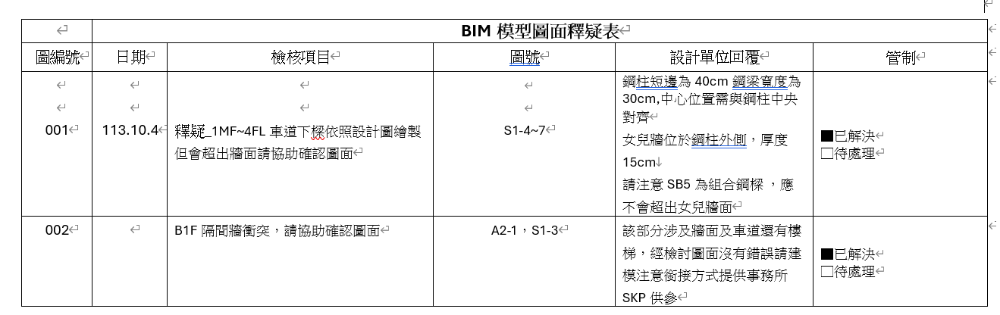 BIM 模型圖面釋疑表
圖編號 日期 檢核項目 圖號 設計單位回覆 管制
001 113.10.4 釋疑_1MF~4FL 車道下樑依照設計圖繪製
但會超出牆面請協助確認圖面
S1-4~7
鋼柱短邊為 40cm 鋼梁寬度為
30cm,中心位置需與鋼柱中央
對齊
女兒牆位於鋼柱外側，厚度
15cm
請注意 SB5 為組合鋼樑 ，應
不會超出女兒牆面
■已解決
□待處理
002 B1F 隔間牆衝突，請協助確認圖面 A2-1，S1-3
該部分涉及牆面及車道還有樓
梯，經檢討圖面沒有錯誤請建
模注意銜接方式提供事務所
SKP 供參
■已解決
□待處理